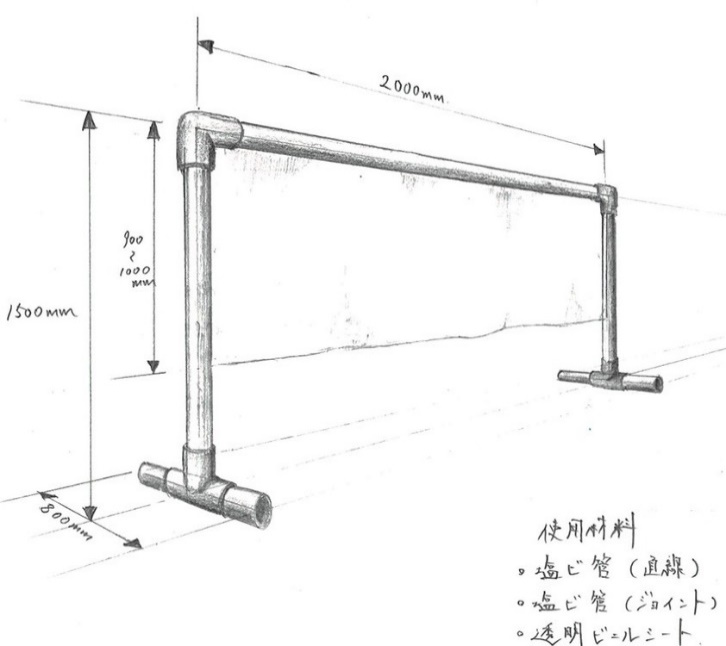 2000mm
900
～
1000
mm
1500mm
800mm
使用材料
。塩ビ管（直線）
。塩ビ管（ジョイント）
。透明ビニルシート